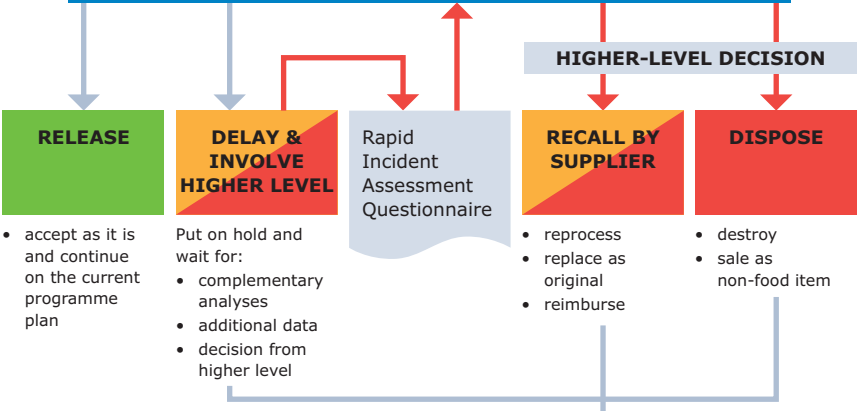 HIGHER-LEVEL DECISION
RELEASE
• accept as it is
and continue
on the current
programme
plan
DELAY &
INVOLVE
HIGHER LEVEL
Put on hold and
wait for:
• complementary
analyses
• additional data
• decision from
higher level
Rapid
Incident
Assessment
Questionnaire
RECALL BY
SUPPLIER
• reprocess
• replace as
original
• reimburse
DISPOSE
• destroy
• sale as
non-food item